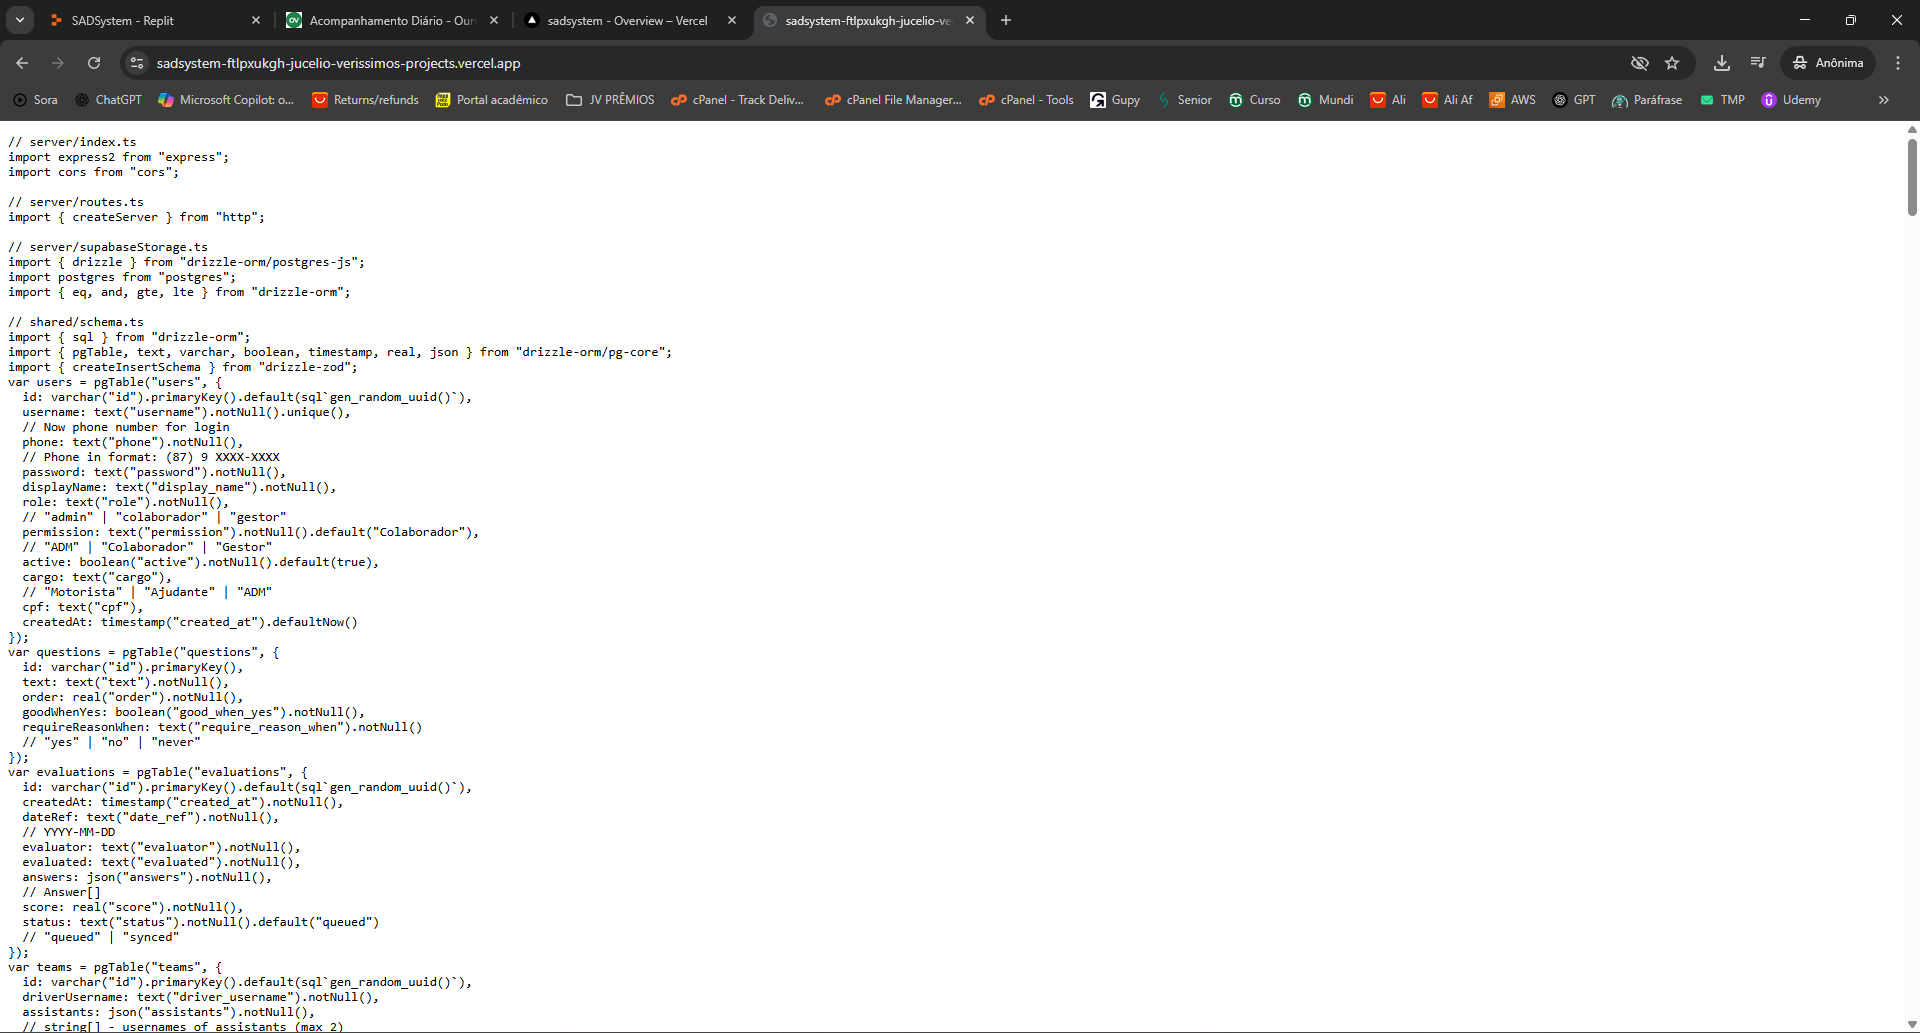 SADSystem - Replit
Acompanhamento Diário - Our
sadsystem - Overview – Vercel
sadsystem-ftlpxukgh-jucelio-ve
sadsystem-ftlpxukgh-jucelio-verissimos-projects.vercel.app
Anônima
Sora
ChatGPT
Microsoft Copilot: o...
Returns/refunds
Portal acadêmico
JV PRÊMIOS
cPanel - Track Deliv...
cPanel File Manager...
cPanel - Tools
Gupy
Senior
Curso
Mundi
Ali
Ali Af
AWS
GPT
Paráfrase
TMP
Udemy
// server/index.ts
import express2 from "express";
import cors from "cors";
// server/routes.ts
import { createServer } from "http";
// server/supabaseStorage.ts
import { drizzle } from "drizzle-orm/postgres-js";
import postgres from "postgres";
import { eq, and, gte, lte } from "drizzle-orm";
// shared/schema.ts
import { sql } from "drizzle-orm";
import { pgTable, text, varchar, boolean, timestamp, real, json } from "drizzle-orm/pg-core";
import { createInsertSchema } from "drizzle-zod";
var users = pgTable("users", {
  id: varchar("id").primaryKey().default(sql`gen_random_uuid()`),
  username: text("username").notNull().unique(),
  // Now phone number for login
  phone: text("phone").notNull(),
  // Phone in format: (87) 9 XXXX-XXXX
  password: text("password").notNull(),
  displayName: text("display_name").notNull(),
  role: text("role").notNull(),
  // "admin" | "colaborador" | "gestor"
  permission: text("permission").notNull().default("Colaborador"),
  // "ADM" | "Colaborador" | "Gestor"
  active: boolean("active").notNull().default(true),
  cargo: text("cargo"),
  // "Motorista" | "Ajudante" | "ADM"
  cpf: text("cpf"),
  createdAt: timestamp("created_at").defaultNow()
});
var questions = pgTable("questions", {
  id: varchar("id").primaryKey(),
  text: text("text").notNull(),
  order: real("order").notNull(),
  goodWhenYes: boolean("good_when_yes").notNull(),
  requireReasonWhen: text("require_reason_when").notNull()
  // "yes" | "no" | "never"
});
var evaluations = pgTable("evaluations", {
  id: varchar("id").primaryKey().default(sql`gen_random_uuid()`),
  createdAt: timestamp("created_at").notNull(),
  dateRef: text("date_ref").notNull(),
  // YYYY-MM-DD
  evaluator: text("evaluator").notNull(),
  evaluated: text("evaluated").notNull(),
  answers: json("answers").notNull(),
  // Answer[]
  score: real("score").notNull(),
  status: text("status").notNull().default("queued")
  // "queued" | "synced"
});
var teams = pgTable("teams", {
  id: varchar("id").primaryKey().default(sql`gen_random_uuid()`),
  driverUsername: text("driver_username").notNull(),
  assistants: json("assistants").notNull(),
  // string[] - usernames of assistants (max 2)